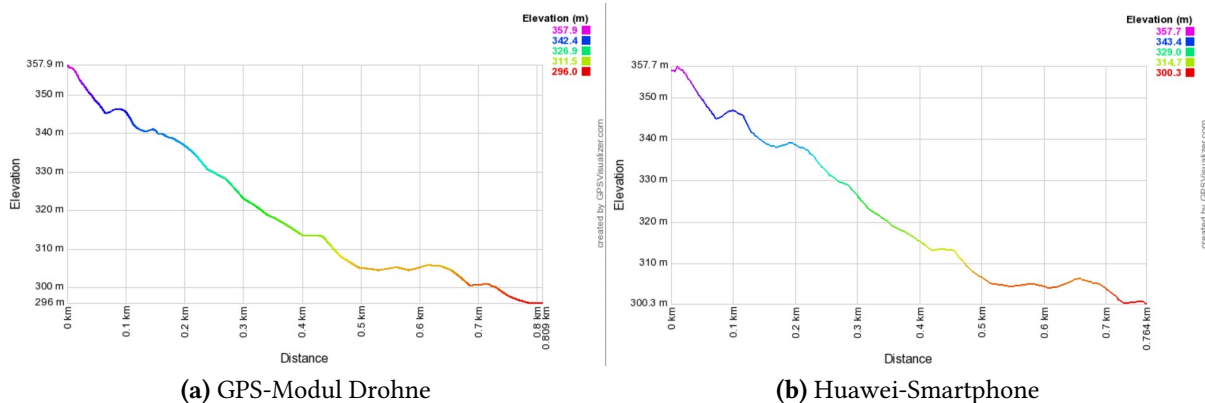 Elevation (m)
357.9
342.4
326.9
311.5
296.0
357.9 m
350 m
340 m
330 m
320 m
310 m
300 m
296 m
Elevation
0 km
0.1 km
0.2 km
0.3 km
0.4 km
0.5 km
0.6 km
0.7 km
0.8 km
0.809 km
Distance
created by GPSVisualizer.com
(a) GPS-Modul Drohne
Elevation (m)
357.7
343.4
329.0
314.7
300.3
357.7 m
350 m
340 m
330 m
320 m
310 m
300.3 m
Elevation
0 km
0.1 km
0.2 km
0.3 km
0.4 km
0.5 km
0.6 km
0.7 km
0.764 km
Distance
created by GPSVisualizer.com
(b) Huawei-Smartphone